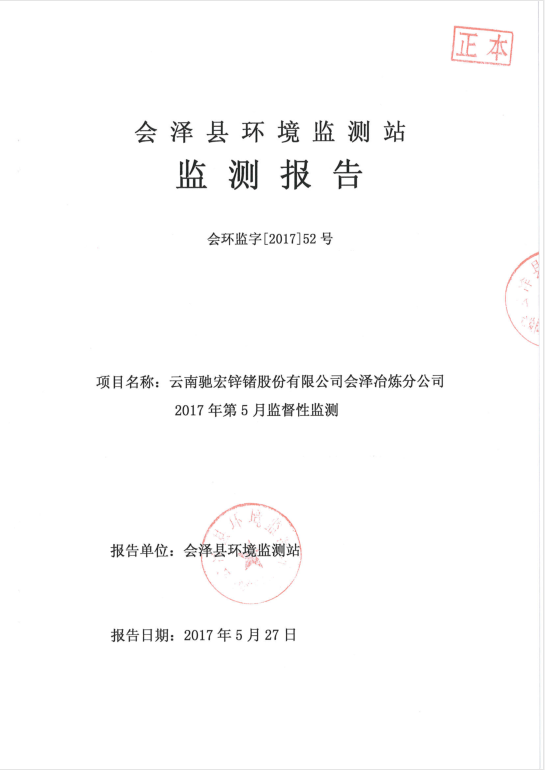 正本
会泽县环境监测站
监测报告
会环监字[2017]52号
项目名称：云南驰宏锌锗股份有限公司会泽冶炼分公司
2017年第5月监督性监测
报告单位：会泽县环境监测站
报告日期：2017年5月27日